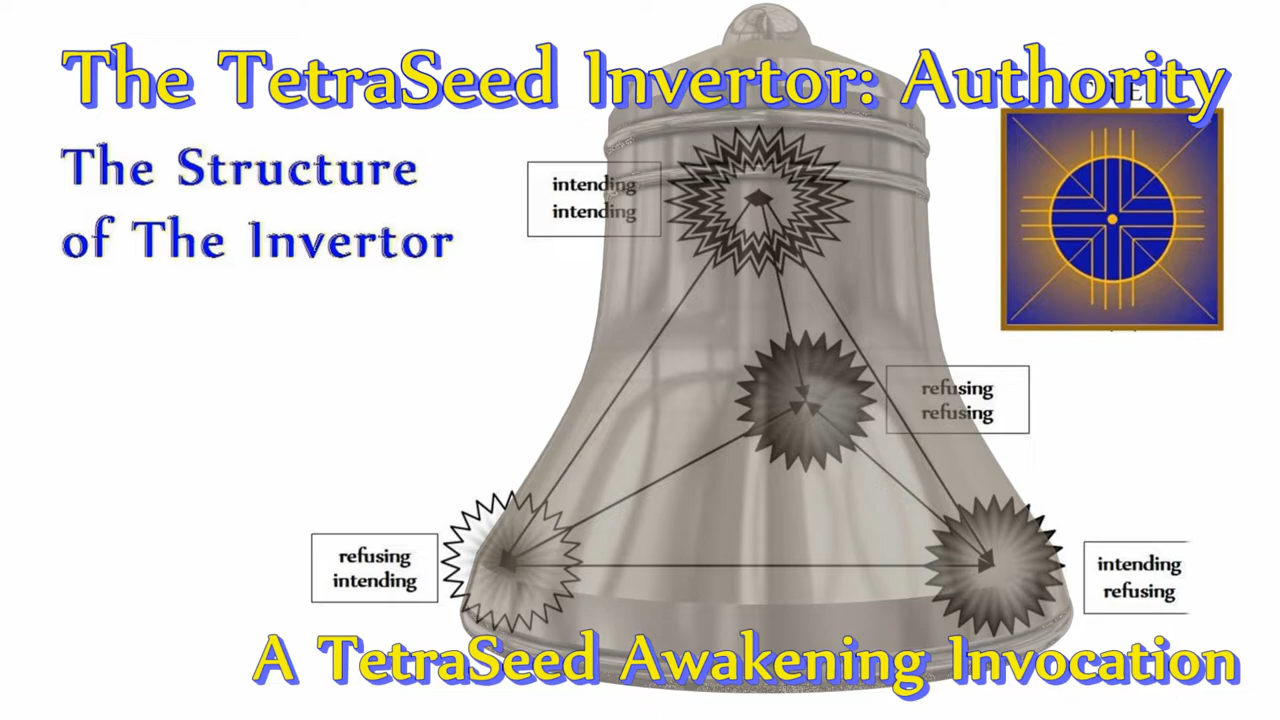 The TetraSeed Invertor: Authority
The Structure
of The Invertor
intending
intending
refusing
refusing
refusing
intending
intending
refusing
A TetraSeed Awakening Invocation